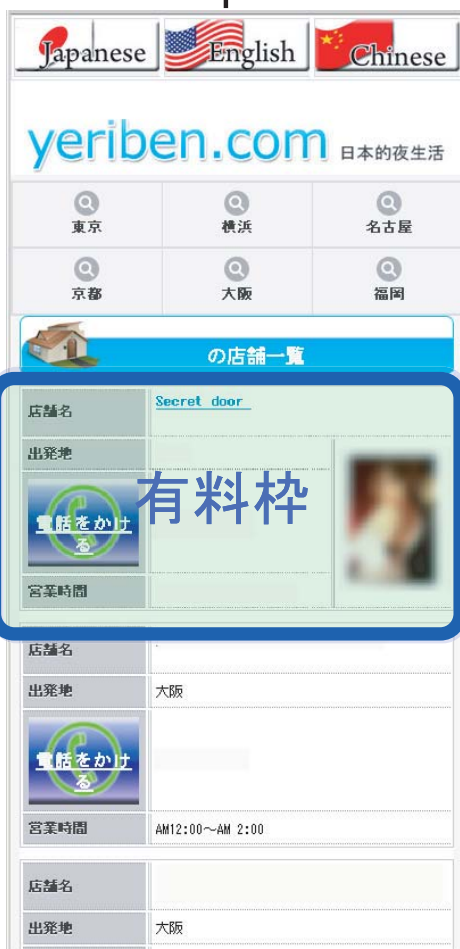 Japanese English Chinese
yeriben.com 日本的夜生活
東京 横浜 名古屋
京都 大阪 福岡
の店舗一覧
店舗名 Secret door
出発地
有料枠
電話をかけ
る
営業時間
店舗名
出発地 大阪
電話をかけ
る
営業時間 AM12:00～AM 2:00
店舗名
出発地 大阪